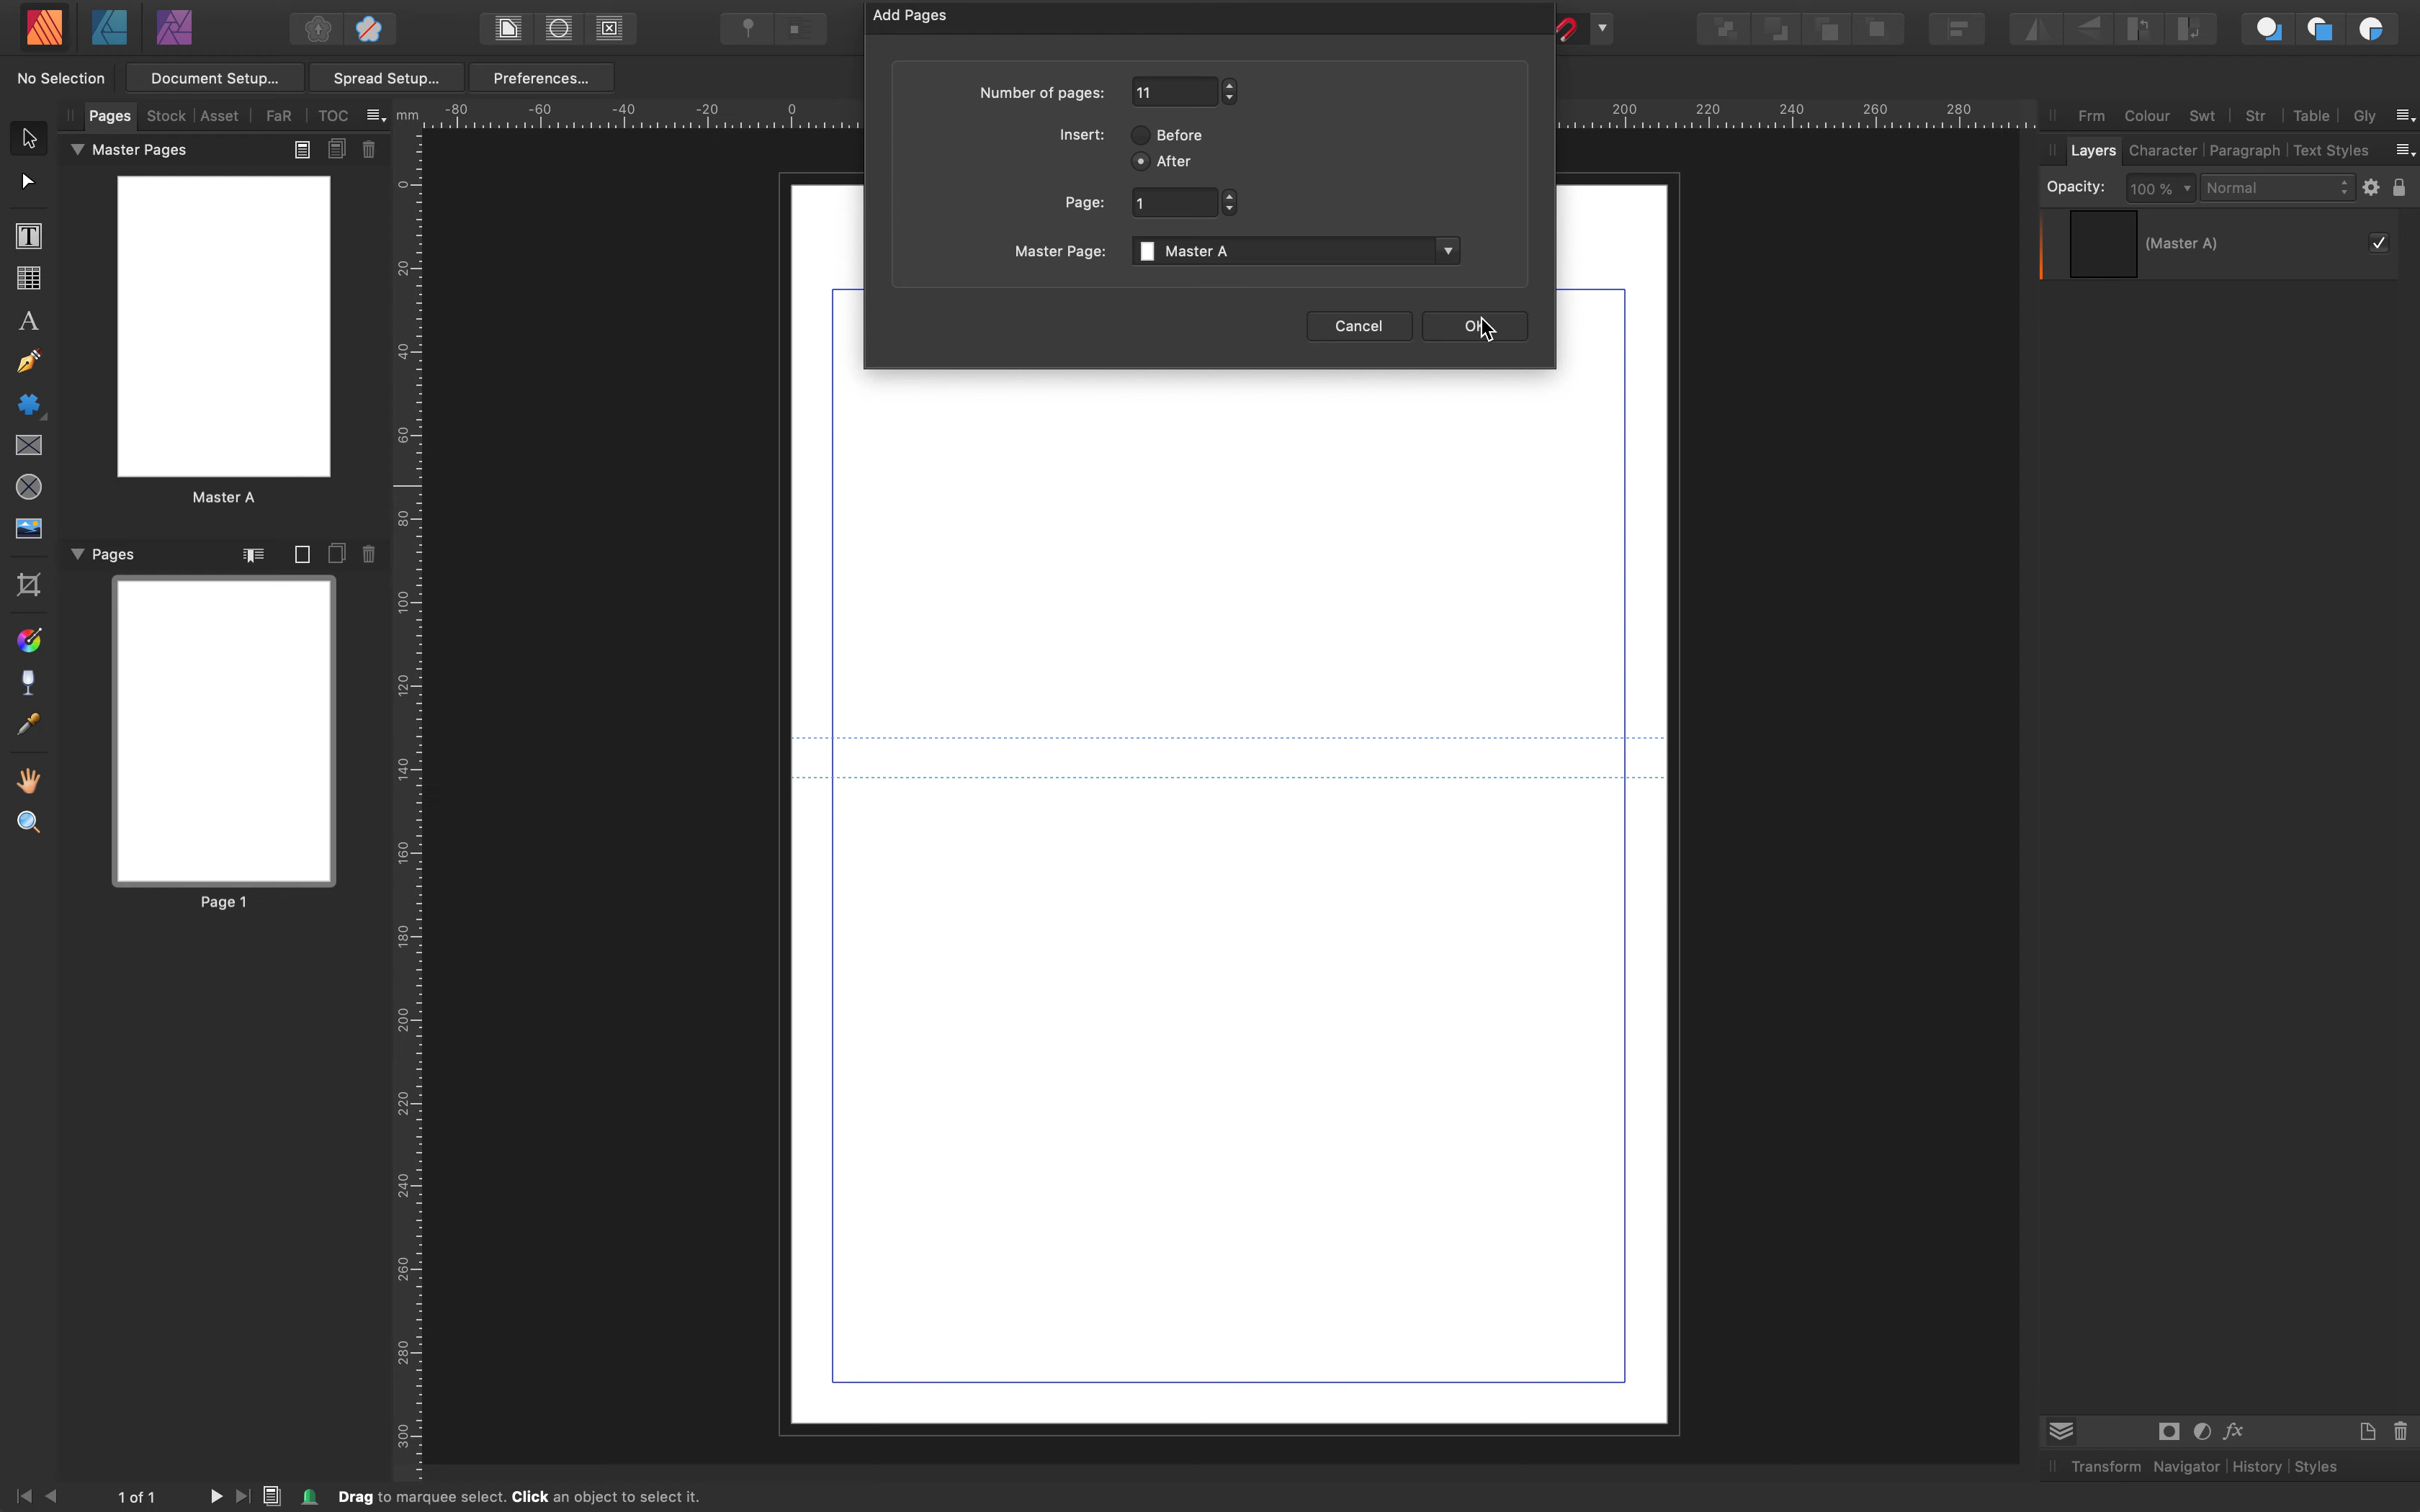 Add Pages
No Selection
Document Setup...
Spread Setup...
Preferences...
Number of pages: 11
Insert: Before
After
Page: 1
Master Page: Master A
Cancel
Pages Stock Asset FaR TOC
mm -80 -60 -40 -20 0 200 220 240 260 280
Frm Colour Swt Str Table Gly
Master Pages
Layers Character Paragraph Text Styles
Opacity: 100 % Normal
(Master A)
Master A
Pages
Page 1
0
20
40
60
80
100
120
140
160
180
200
220
240
260
280
300
Transform Navigator History Styles
1 of 1
Drag to marquee select. Click an object to select it.